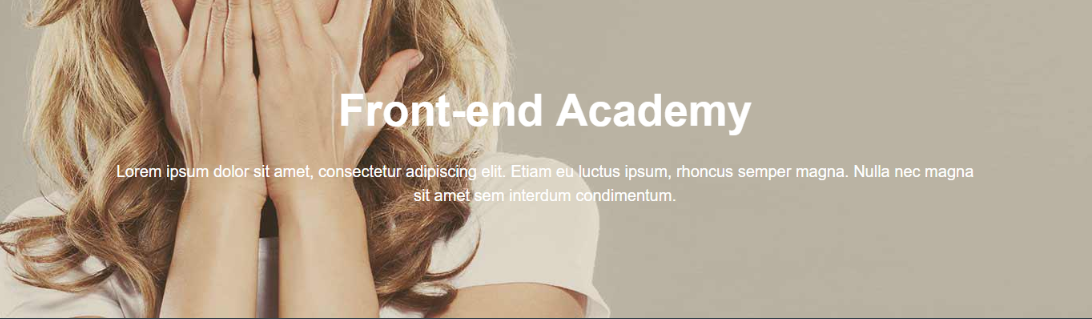 Front-end Academy
Lorem ipsum dolor sit amet, consectetur adipiscing elit. Etiam eu luctus ipsum, rhoncus semper magna. Nulla nec magna
sit amet sem interdum condimentum.